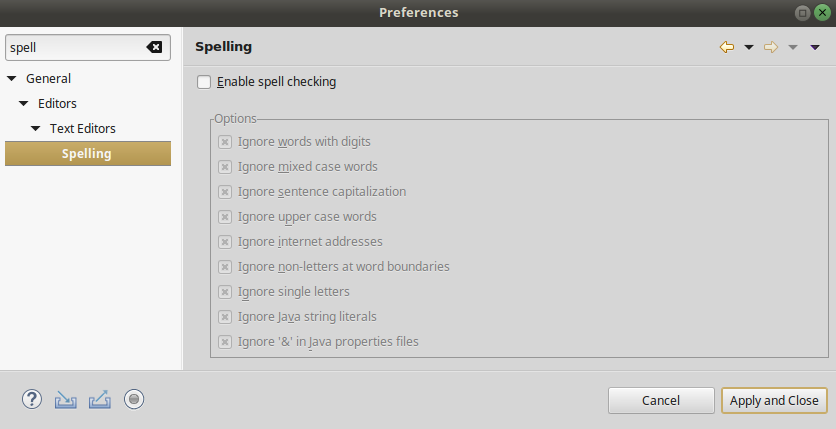 Preferences
spell
General
Editors
Text Editors
Spelling
Spelling
Enable spell checking
Options
Ignore words with digits
Ignore mixed case words
Ignore sentence capitalization
Ignore upper case words
Ignore internet addresses
Ignore non-letters at word boundaries
Ignore single letters
Ignore Java string literals
Ignore '&' in Java properties files
?
Cancel
Apply and Close